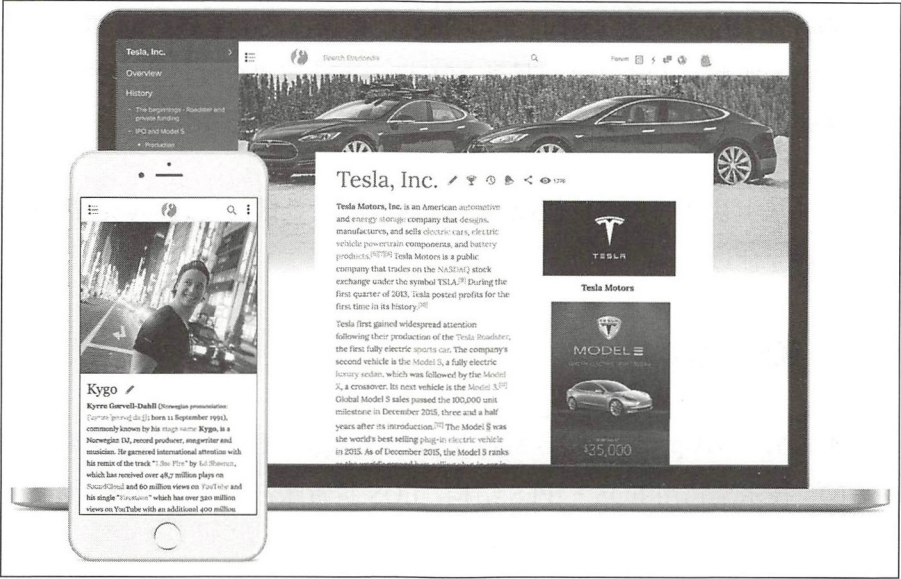 Tesla, Inc.
Overview
History
The beginnings - Roadster and
private funding
IPO and Model S
Production
Search
Forum
Tesla, Inc.
Tesla Motors, Inc. is an American automotive
and energy storage company that designs,
manufactures, and sells electric cars, electric
vehicle powertrain components, and battery
products. Tesla Motors is a public
company that trades on the NASDAQ stock
exchange under the symbol TSLA. During the
first quarter of 2013, Tesla posted profits for the
first time in its history.
Tesla first gained widespread attention
following their production of the Tesla Roadster,
the first fully electric sports car. The company's
second vehicle is the Model S, a fully electric
luxury sedan, which was followed by the Model
X, a crossover. Its next vehicle is the Model 3.
Global Model S sales passed the 100,000 unit
milestone in December 2015, three and a half
years after its introduction. The Model S was
the world's best selling plug-in electric vehicle
in 2015. As of December 2015, the Model S ranks
TESLA
Tesla Motors
TESLA
MODEL Ξ
$35,000
Kygo
Kyrre Gørvell-Dahll (Norwegian pronunciation:
born 11 September 1991),
commonly known by his stage name Kygo, is a
Norwegian DJ, record producer, songwriter and
musician. He garnered international attention with
his remix of the track "I See Fire" by Ed Sheeran,
which has received over 48,7 million plays on
SoundCloud and 60 million views on YouTube and
his single "Firestone" which has over 320 million
views on YouTube with an additional 400 million